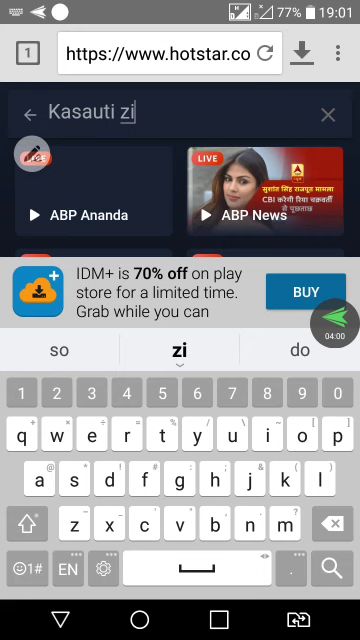 77% 19:01
1 https://www.hotstar.co
Kasauti zi
LIVE
LIVE
ABP Ananda
ABP News
सुशांत सिंह राजपूत मामला
CBI करेगी रिया चक्रवर्ती
से पूछताछ
IDM+ is 70% off on play
store for a limited time.
Grab while you can
BUY
04:00
so zi do
1 2 3 4 5 6 7 8 9 0
q w e r t y u i o p
a s d f g h j k l
z x c v b n m
1# EN .